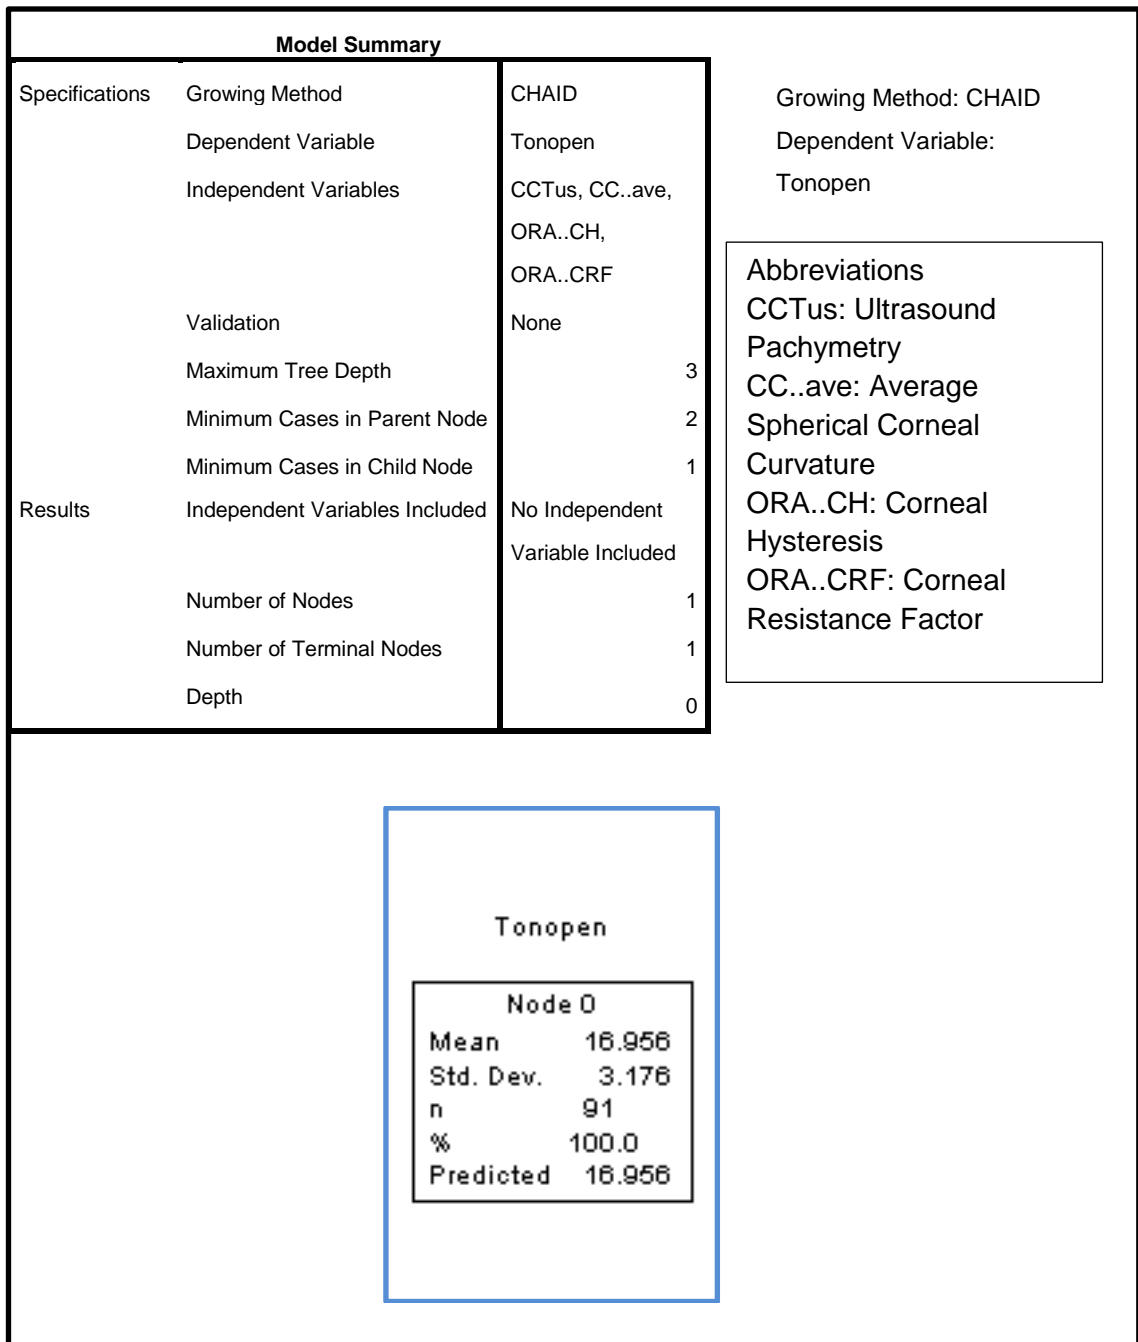 Model Summary
Specifications Growing Method CHAID
Dependent Variable Tonopen
Independent Variables CCTus, CC..ave,
ORA..CH,
ORA..CRF
Validation None
Maximum Tree Depth 3
Minimum Cases in Parent Node 2
Minimum Cases in Child Node 1
Results Independent Variables Included No Independent
Variable Included
Number of Nodes 1
Number of Terminal Nodes 1
Depth 0
Growing Method: CHAID
Dependent Variable:
Tonopen
Abbreviations
CCTus: Ultrasound
Pachymetry
CC..ave: Average
Spherical Corneal
Curvature
ORA..CH: Corneal
Hysteresis
ORA..CRF: Corneal
Resistance Factor
Tonopen
Node 0
Mean 16.956
Std. Dev. 3.176
n 91
% 100.0
Predicted 16.956